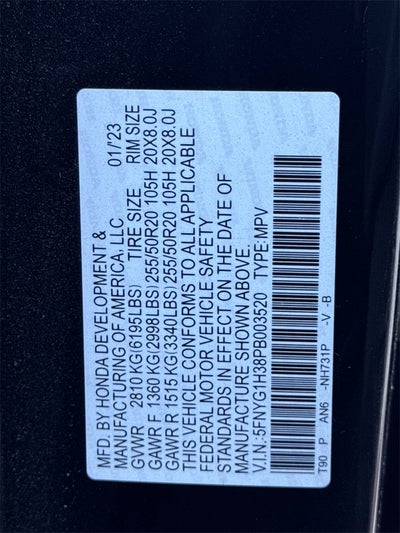 MFD. BY HONDA DEVELOPMENT &
MANUFACTURING OF AMERICA, LLC 01/'23
GVWR 2810 KG(6195LBS) TIRE SIZE RIM SIZE
GAWR F 1360 KG(2998LBS) 255/50R20 105H 20X8.0J
GAWR R 1515 KG(3340LBS) 255/50R20 105H 20X8.0J
THIS VEHICLE CONFORMS TO ALL APPLICABLE
FEDERAL MOTOR VEHICLE SAFETY
STANDARDS IN EFFECT ON THE DATE OF
MANUFACTURE SHOWN ABOVE.
V.I.N.:5FNYG1H38PB003520 TYPE:MPV
T90 P AN6 -NH731P -V -B